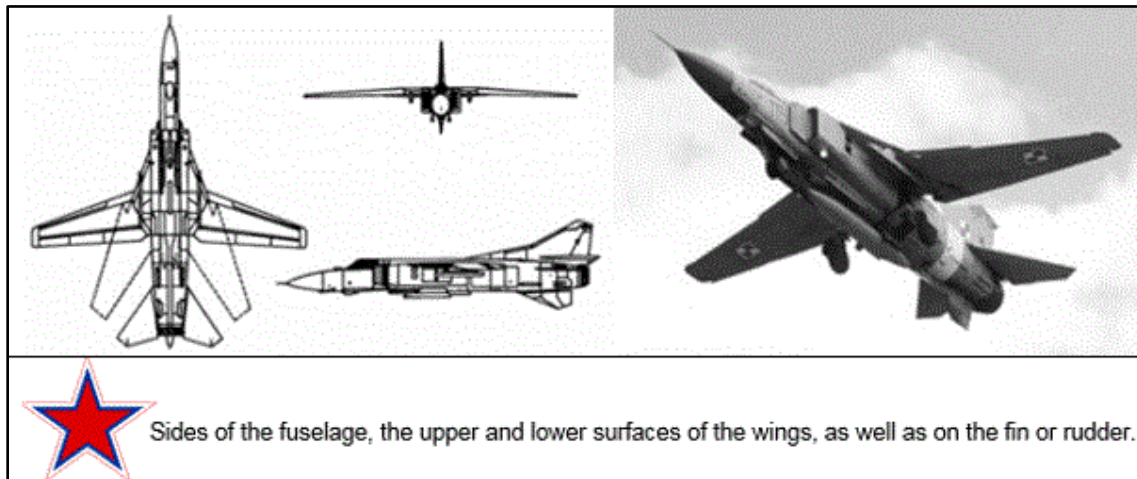 Sides of the fuselage, the upper and lower surfaces of the wings, as well as on the fin or rudder.